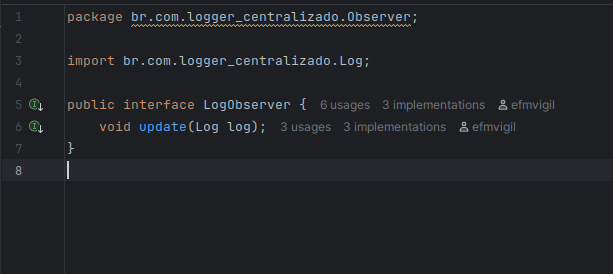 1 package br.com.logger_centralizado.Observer;
2
3 import br.com.logger_centralizado.Log;
4
5 public interface LogObserver { 6 usages 3 implementations efmvigil
6 void update(Log log); 3 usages 3 implementations efmvigil
7 }
8